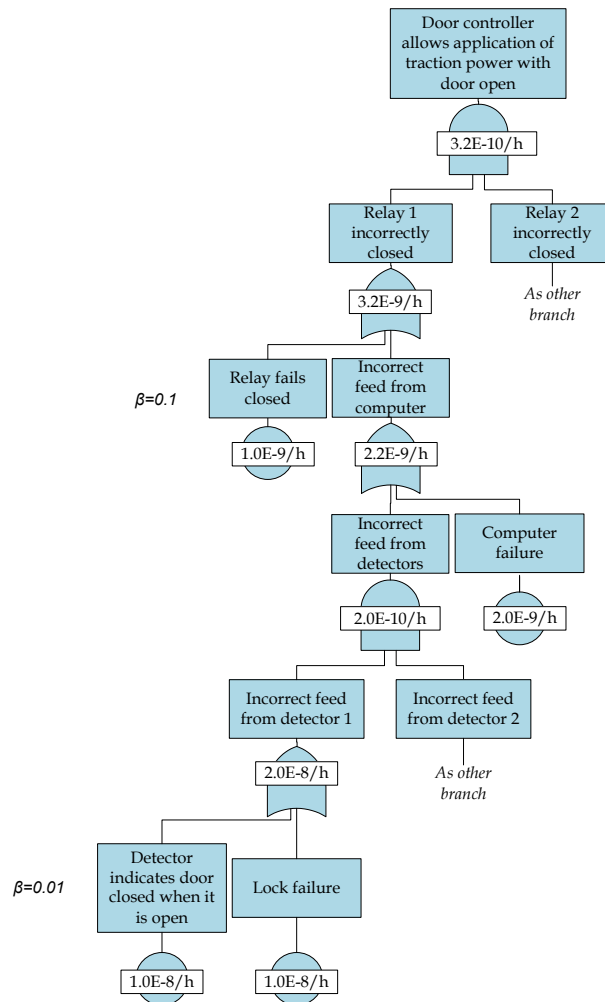 Door controller
allows application of
traction power with
door open
3.2E-10/h
Relay 1
incorrectly
closed
Relay 2
incorrectly
closed
3.2E-9/h
As other
branch
β=0.1
Relay fails
closed
Incorrect
feed from
computer
1.0E-9/h
2.2E-9/h
Incorrect
feed from
detectors
Computer
failure
2.0E-10/h
2.0E-9/h
Incorrect feed
from detector 1
Incorrect feed
from detector 2
2.0E-8/h
As other
branch
β=0.01
Detector
indicates door
closed when it
is open
Lock failure
1.0E-8/h
1.0E-8/h